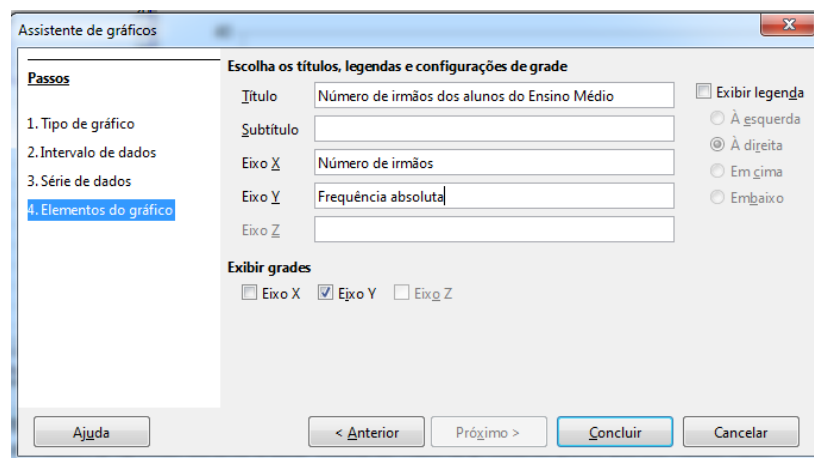 Assistente de gráficos
Passos
1. Tipo de gráfico
2. Intervalo de dados
3. Série de dados
4. Elementos do gráfico
Escolha os títulos, legendas e configurações de grade
Título Número de irmãos dos alunos do Ensino Médio
Subtítulo
Eixo X Número de irmãos
Eixo Y Frequência absoluta
Eixo Z
Exibir legenda
À esquerda
À direita
Em cima
Embaixo
Exibir grades
Eixo X Eixo Y Eixo Z
Ajuda < Anterior Próximo > Concluir Cancelar